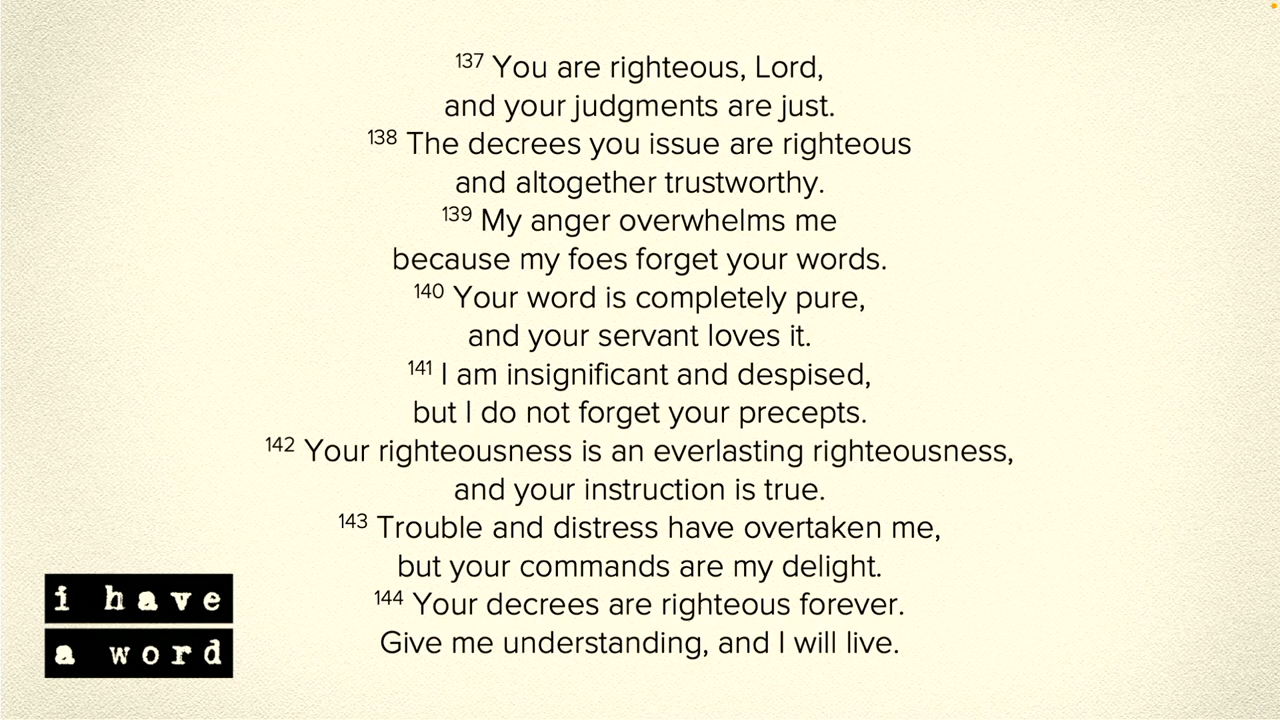 137 You are righteous, Lord,
and your judgments are just.
138 The decrees you issue are righteous
and altogether trustworthy.
139 My anger overwhelms me
because my foes forget your words.
140 Your word is completely pure,
and your servant loves it.
141 I am insignificant and despised,
but I do not forget your precepts.
142 Your righteousness is an everlasting righteousness,
and your instruction is true.
143 Trouble and distress have overtaken me,
but your commands are my delight.
144 Your decrees are righteous forever.
Give me understanding, and I will live.
i have
a word